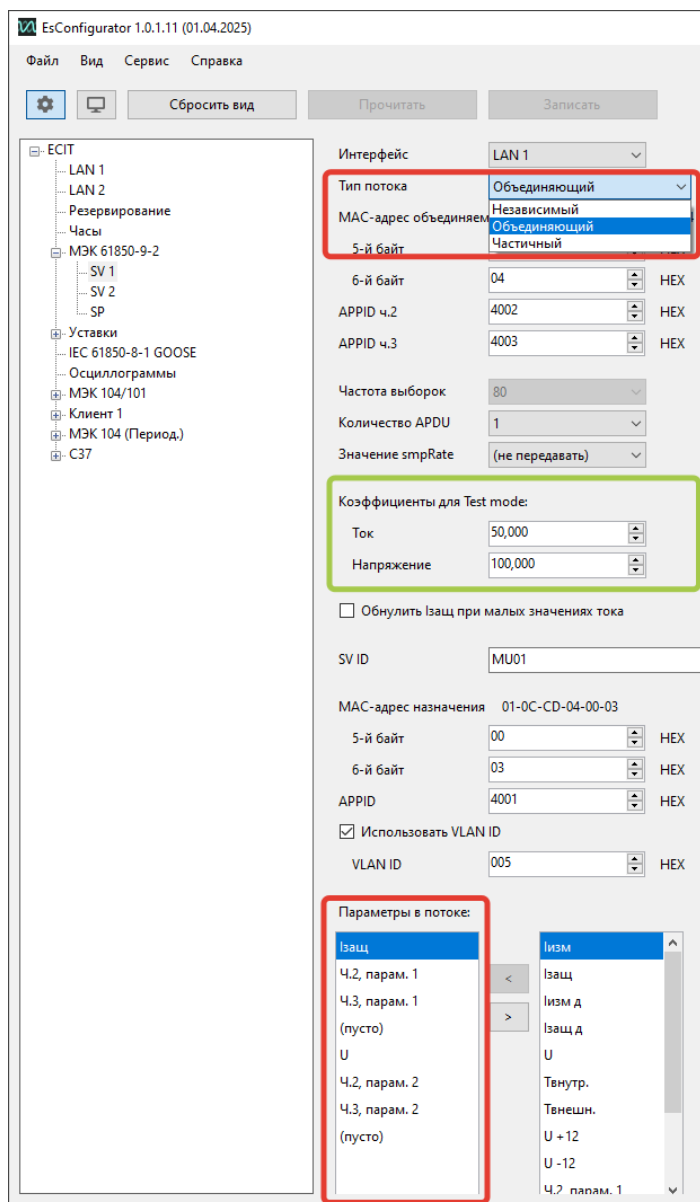 EsConfigurator 1.0.1.11 (01.04.2025)
Файл Вид Сервис Справка
Сбросить вид Прочитать Записать
ECIT
LAN 1
LAN 2
Резервирование
Часы
МЭК 61850-9-2
SV 1
SV 2
SP
Уставки
IEC 61850-8-1 GOOSE
Осциллограммы
МЭК 104/101
Клиент 1
МЭК 104 (Период.)
C37
Интерфейс LAN 1
Тип потока Объединяющий
Независимый
Объединяющий
Частичный
МАС-адрес объединяем
5-й байт HEX
6-й байт 04 HEX
APPID ч.2 4002 HEX
APPID ч.3 4003 HEX
Частота выборок 80
Количество APDU 1
Значение smpRate (не передавать)
Коэффициенты для Test mode:
Ток 50,000
Напряжение 100,000
Обнулить Iзащ при малых значениях тока
SV ID MU01
МАС-адрес назначения 01-0C-CD-04-00-03
5-й байт 00 HEX
6-й байт 03 HEX
APPID 4001 HEX
Использовать VLAN ID
VLAN ID 005 HEX
Параметры в потоке:
Iзащ
Ч.2, парам. 1
Ч.3, парам. 1
(пусто)
U
Ч.2, парам. 2
Ч.3, парам. 2
(пусто)
<
>
Iизм
Iзащ
Iизм д
Iзащ д
U
Tвнутр.
Tвнешн.
U +12
U -12
Ч.2, парам. 1